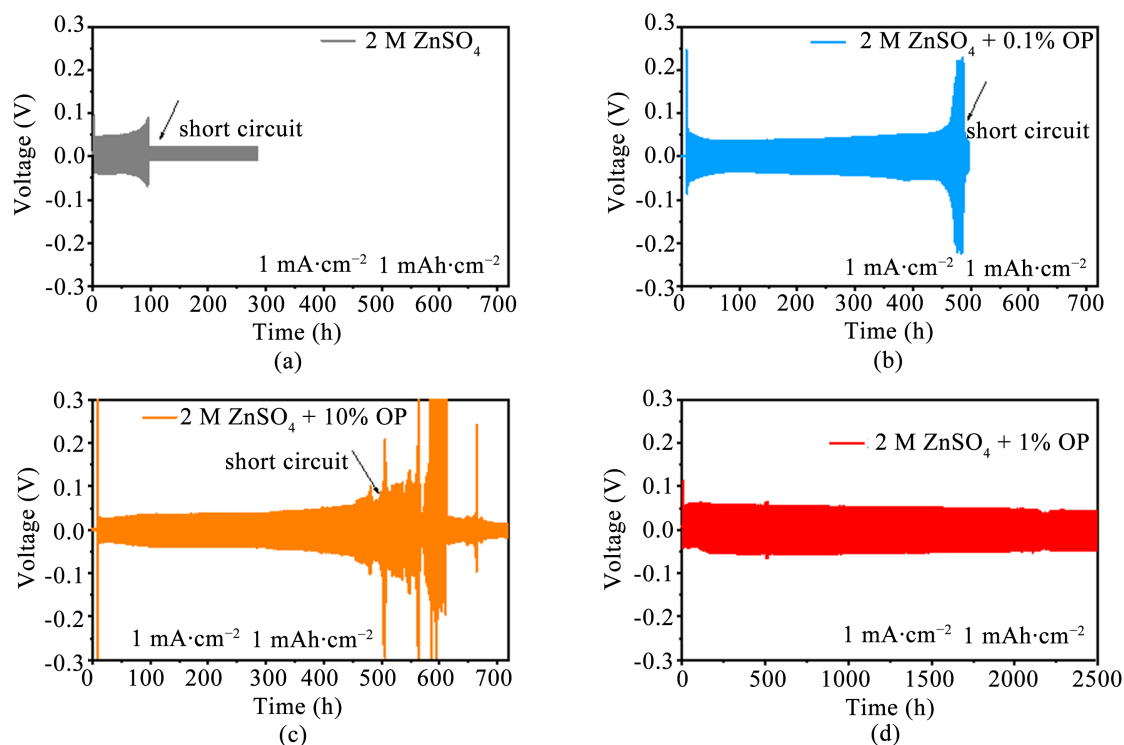 2 M ZnSO₄
short circuit
1 mA·cm⁻² 1 mAh·cm⁻²
Voltage (V)
0.3
0.2
0.1
0.0
-0.1
-0.2
-0.3
0 100 200 300 400 500 600 700
Time (h)
(a)
2 M ZnSO₄ + 0.1% OP
short circuit
1 mA·cm⁻² 1 mAh·cm⁻²
Voltage (V)
0.3
0.2
0.1
0.0
-0.1
-0.2
-0.3
0 100 200 300 400 500 600 700
Time (h)
(b)
2 M ZnSO₄ + 10% OP
short circuit
1 mA·cm⁻² 1 mAh·cm⁻²
Voltage (V)
0.3
0.2
0.1
0.0
-0.1
-0.2
-0.3
0 100 200 300 400 500 600 700
Time (h)
(c)
2 M ZnSO₄ + 1% OP
1 mA·cm⁻² 1 mAh·cm⁻²
Voltage (V)
0.3
0.2
0.1
0.0
-0.1
-0.2
-0.3
0 500 1000 1500 2000 2500
Time (h)
(d)